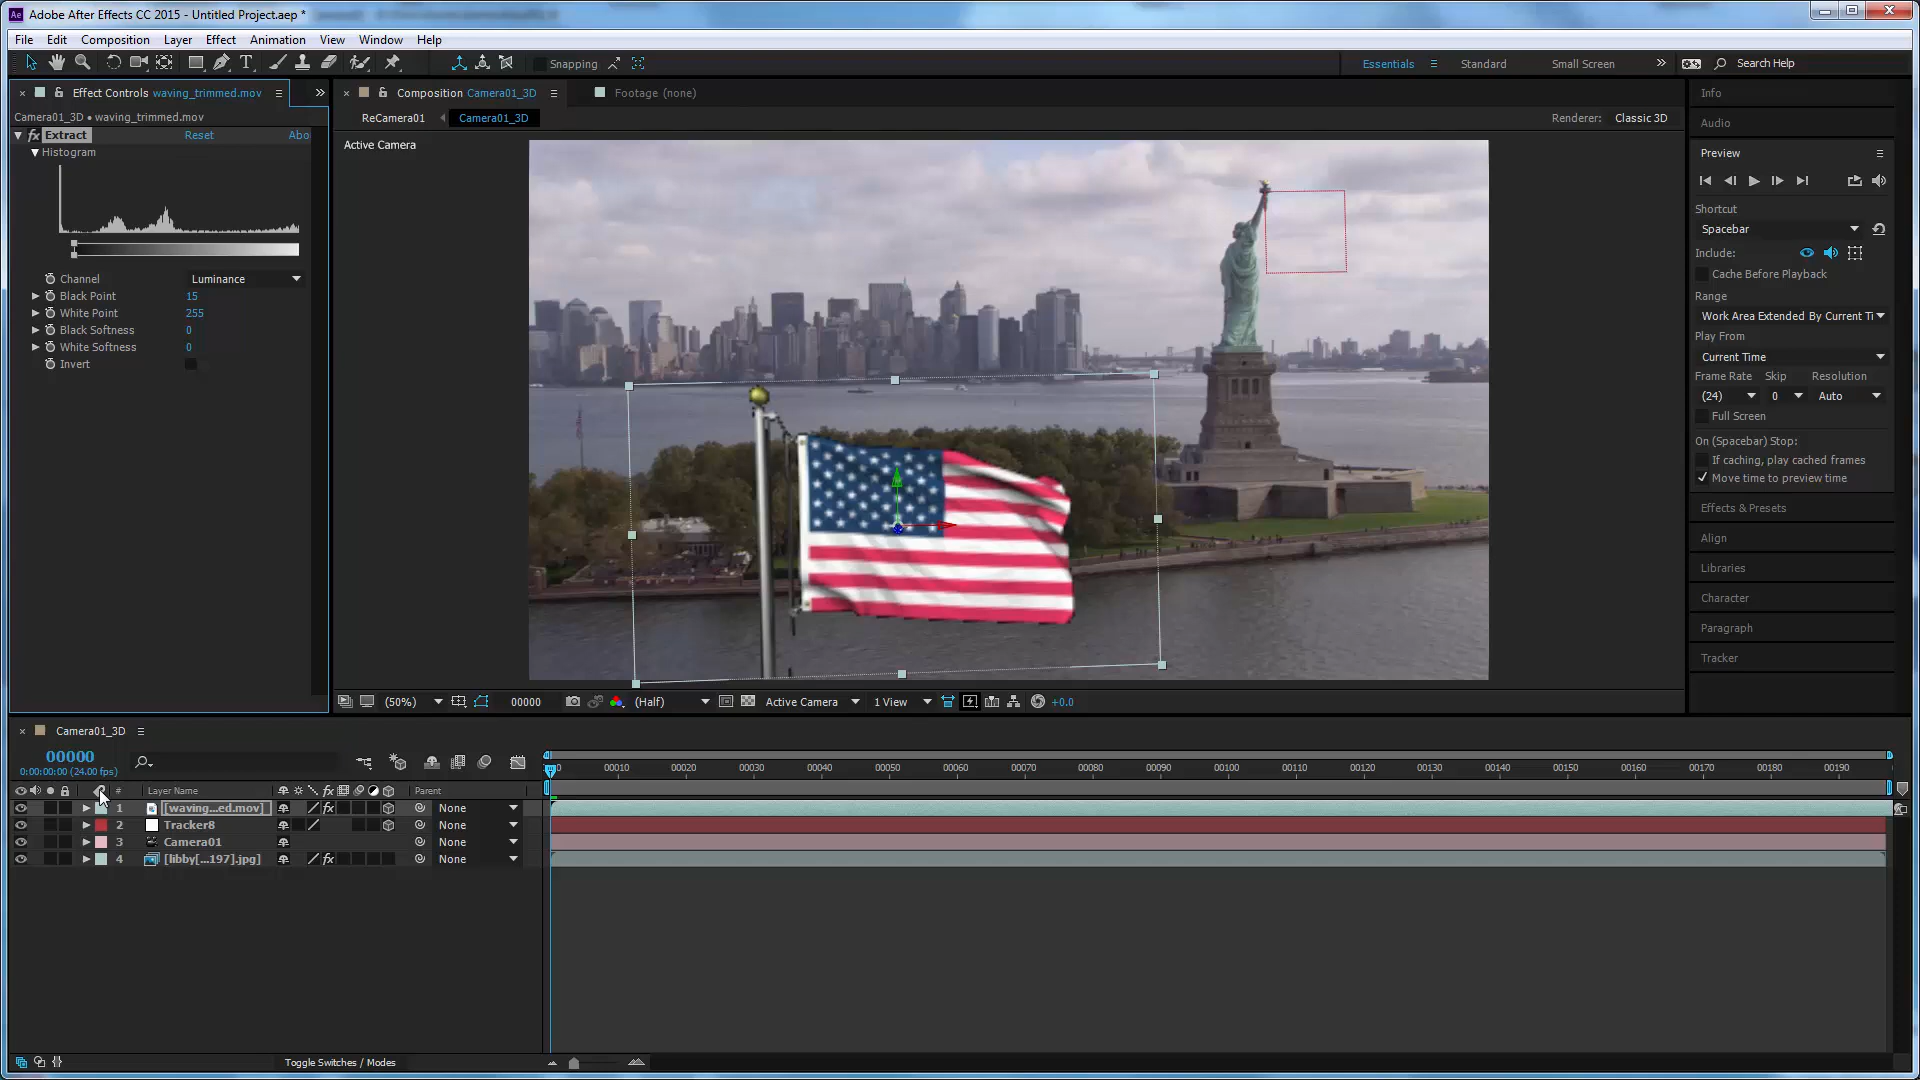 Adobe After Effects CC 2015 - Untitled Project.aep *
File Edit Composition Layer Effect Animation View Window Help
Snapping
Essentials Standard Small Screen Search Help
Effect Controls waving_trimmed.mov
Camera01_3D • waving_trimmed.mov
fx Extract Reset Abo
Histogram
Channel Luminance
Black Point 15
White Point 255
Black Softness 0
White Softness 0
Invert
Composition Camera01_3D
Footage (none)
ReCamera01 Camera01_3D
Renderer: Classic 3D
Active Camera
(50%) 00000 (Half) Active Camera 1 View +0.0
Info
Audio
Preview
Shortcut
Spacebar
Include:
Cache Before Playback
Range
Work Area Extended By Current Ti
Play From
Current Time
Frame Rate Skip Resolution
(24) 0 Auto
Full Screen
On (Spacebar) Stop:
If caching, play cached frames
Move time to preview time
Effects & Presets
Align
Libraries
Character
Paragraph
Tracker
Camera01_3D
00000
0:00:00:00 (24.00 fps)
0 00010 00020 00030 00040 00050 00060 00070 00080 00090 00100 00110 00120 00130 00140 00150 00160 00170 00180 00190
# Layer Name fx Parent
1 [waving...ed.mov] fx None
2 Tracker8 None
3 Camera01 None
4 [libby[...197].jpg] fx None
Toggle Switches / Modes